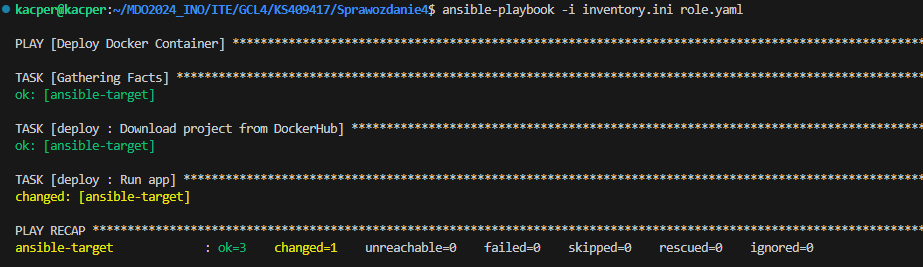 kacper@kacper:~/MDO2024_INO/ITE/GCL4/KS409417/Sprawozdanie4$ ansible-playbook -i inventory.ini role.yaml
PLAY [Deploy Docker Container] ****************************************************************************************************
TASK [Gathering Facts] ************************************************************************************************************
ok: [ansible-target]
TASK [deploy : Download project from DockerHub] ***********************************************************************************
ok: [ansible-target]
TASK [deploy : Run app] ***********************************************************************************************************
changed: [ansible-target]
PLAY RECAP ************************************************************************************************************************
ansible-target             : ok=3    changed=1    unreachable=0    failed=0    skipped=0    rescued=0    ignored=0